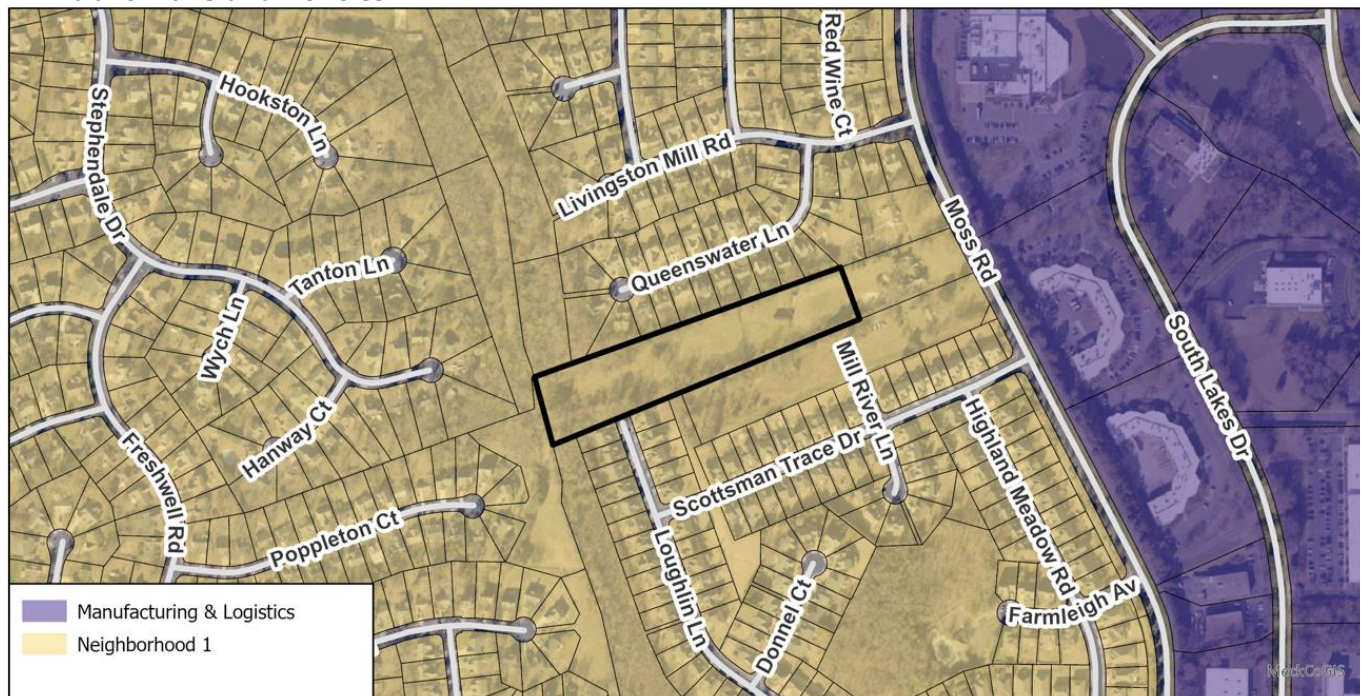 Hookston Ln
Stephendale Dr
Red Wine Ct
Livingston Mill Rd
Queenswater Ln
Moss Rd
Tanton Ln
Wych Ln
South Lakes Dr
Hanway Ct
Mill River Ln
Freshwell Rd
Highland Meadow Rd
Scottsman Trace Dr
Poppleton Ct
Loughlin Ln
Donnel Ct
Farmleigh Av
Manufacturing & Logistics
Neighborhood 1
MeckCoGIS